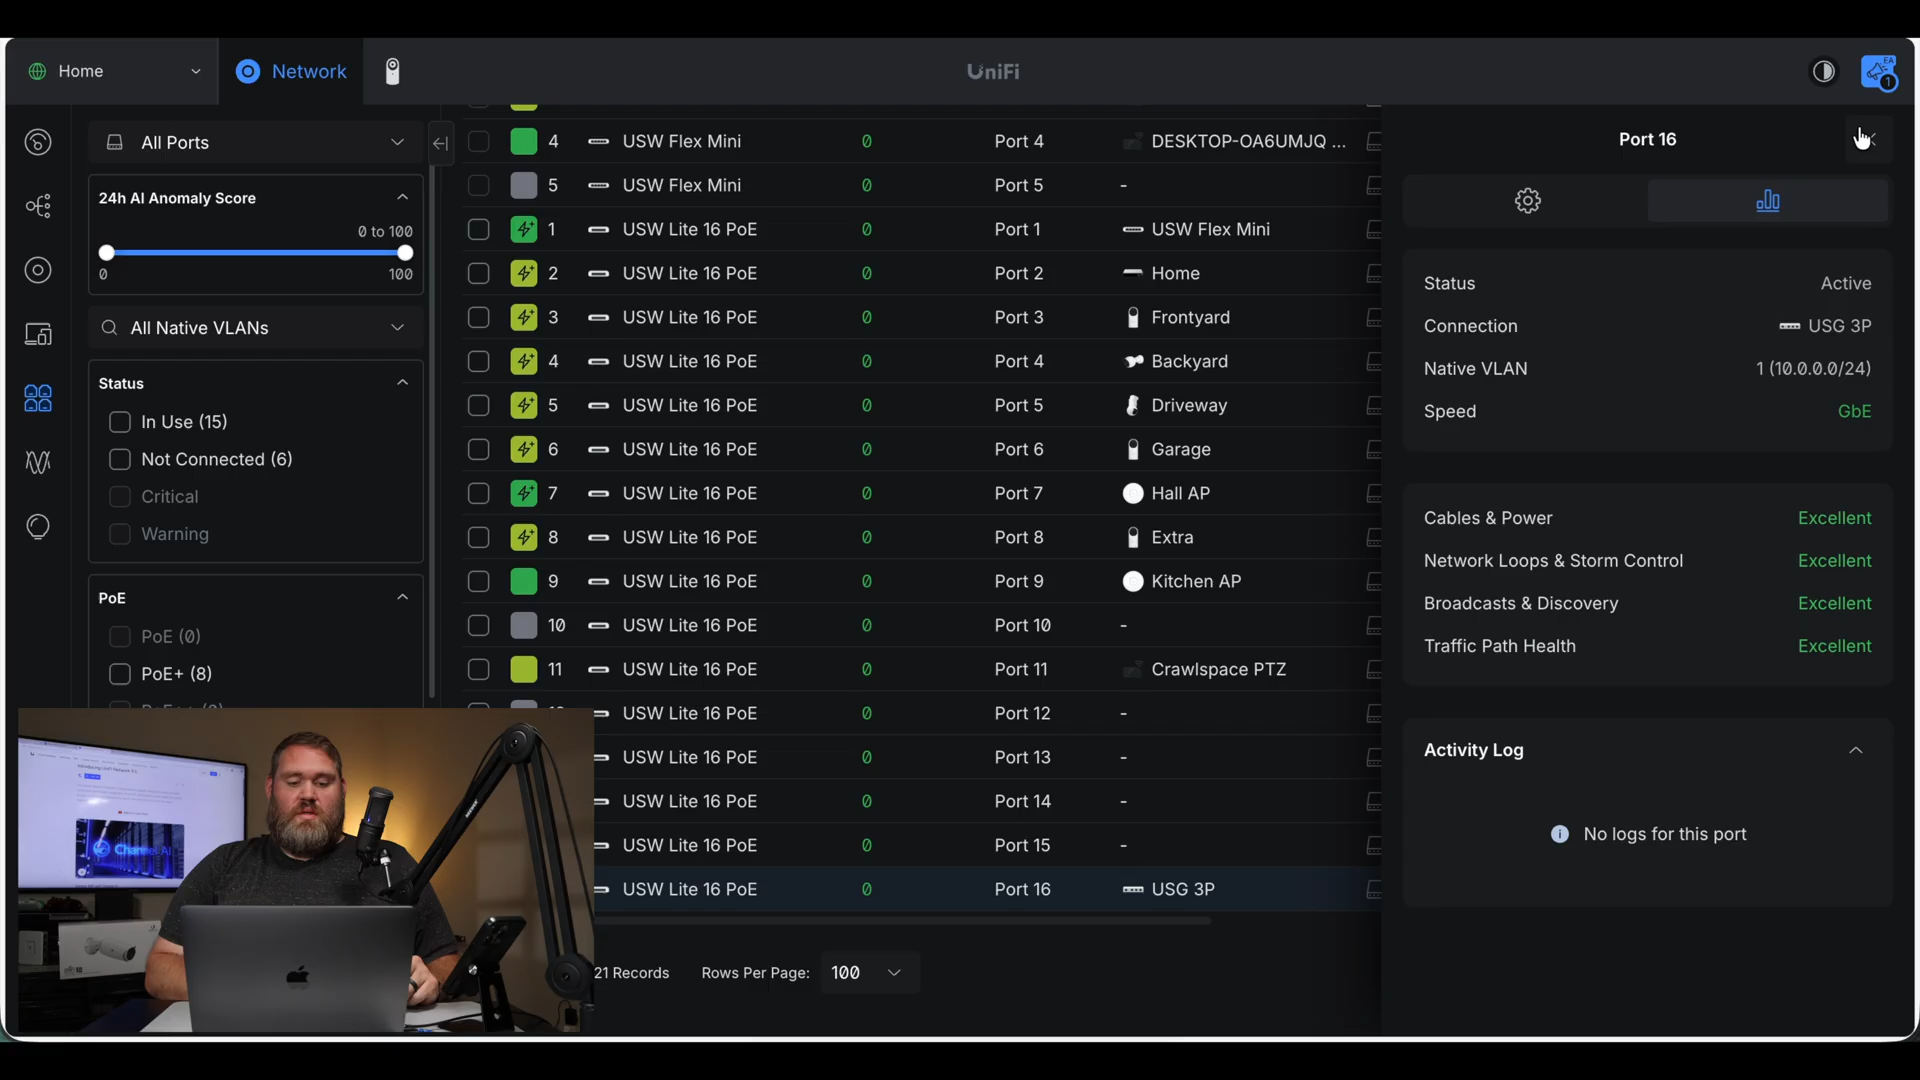 Home
Network
UniFi
EA
1
All Ports
24h AI Anomaly Score
0 to 100
0
100
All Native VLANs
Status
In Use (15)
Not Connected (6)
Critical
Warning
PoE
PoE (0)
PoE+ (8)
4 USW Flex Mini 0 Port 4 DESKTOP-OA6UMJQ ...
5 USW Flex Mini 0 Port 5 -
1 USW Lite 16 PoE 0 Port 1 USW Flex Mini
2 USW Lite 16 PoE 0 Port 2 Home
3 USW Lite 16 PoE 0 Port 3 Frontyard
4 USW Lite 16 PoE 0 Port 4 Backyard
5 USW Lite 16 PoE 0 Port 5 Driveway
6 USW Lite 16 PoE 0 Port 6 Garage
7 USW Lite 16 PoE 0 Port 7 Hall AP
8 USW Lite 16 PoE 0 Port 8 Extra
9 USW Lite 16 PoE 0 Port 9 Kitchen AP
10 USW Lite 16 PoE 0 Port 10 -
11 USW Lite 16 PoE 0 Port 11 Crawlspace PTZ
USW Lite 16 PoE 0 Port 12 -
USW Lite 16 PoE 0 Port 13 -
USW Lite 16 PoE 0 Port 14 -
USW Lite 16 PoE 0 Port 15 -
USW Lite 16 PoE 0 Port 16 USG 3P
21 Records Rows Per Page: 100
Port 16
Status Active
Connection USG 3P
Native VLAN 1 (10.0.0.0/24)
Speed GbE
Cables & Power Excellent
Network Loops & Storm Control Excellent
Broadcasts & Discovery Excellent
Traffic Path Health Excellent
Activity Log
No logs for this port
Channel AI